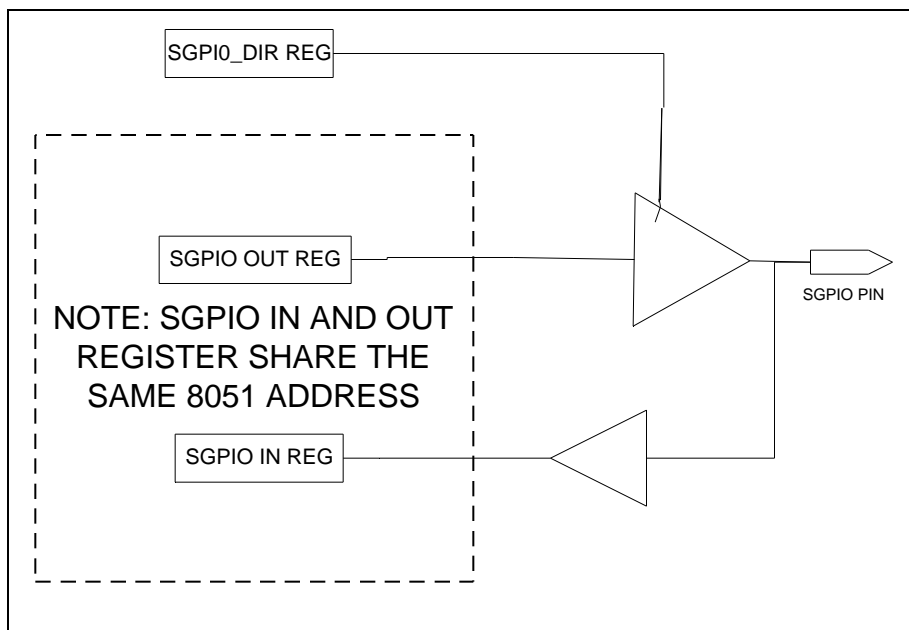 SGPI0_DIR REG
SGPIO OUT REG
SGPIO PIN
NOTE: SGPIO IN AND OUT
REGISTER SHARE THE
SAME 8051 ADDRESS
SGPIO IN REG